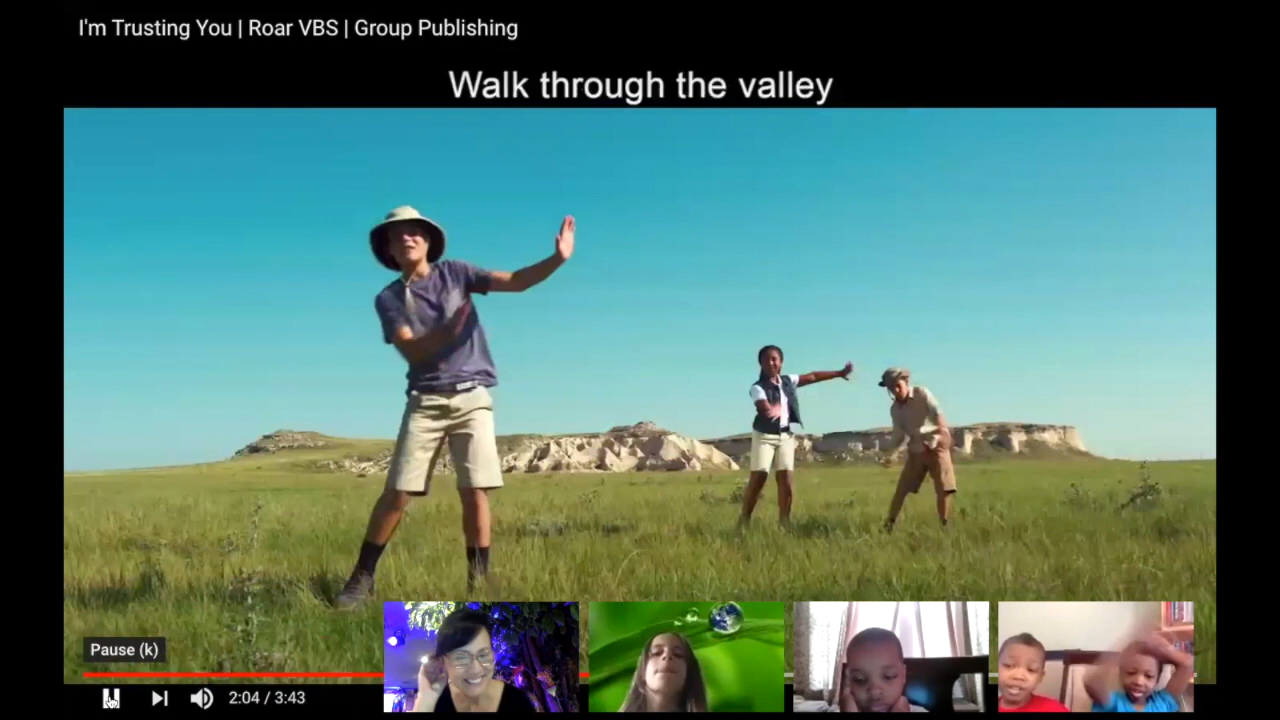 I'm Trusting You | Roar VBS | Group Publishing
Walk through the valley
Pause (k)
2:04 / 3:43